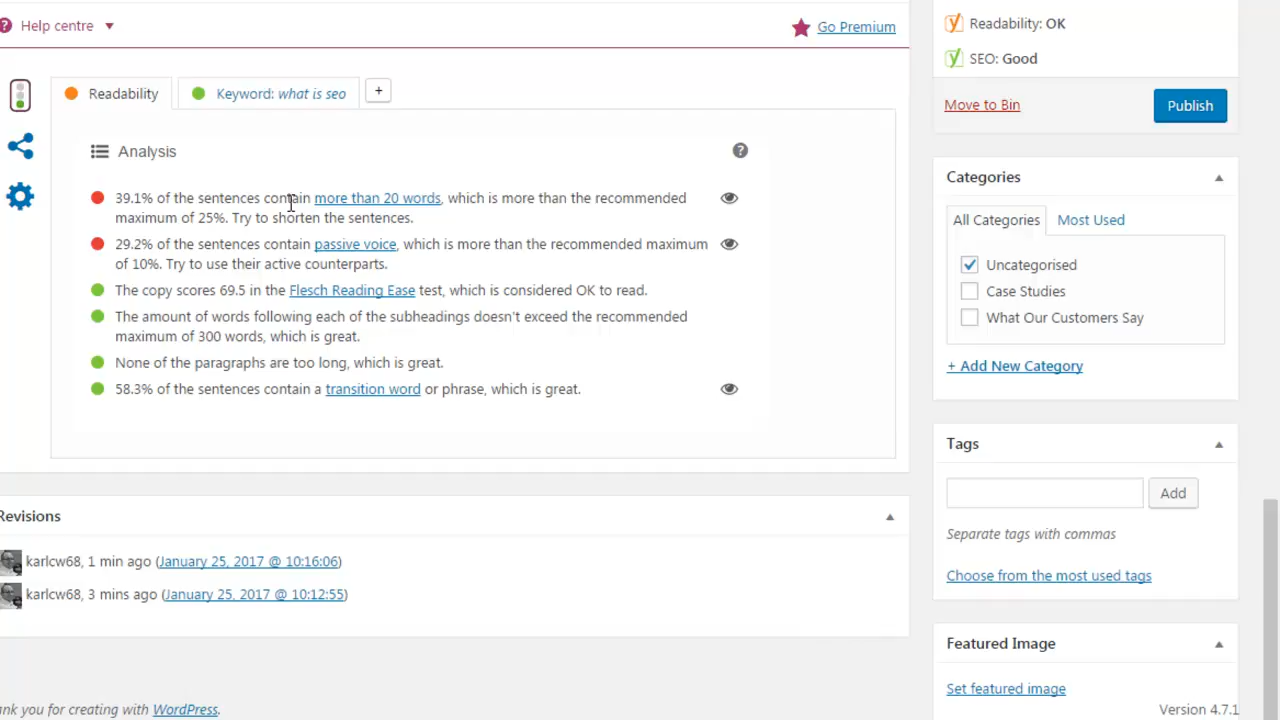 Help centre
Go Premium
Readability
Keyword: what is seo
+
Analysis
39.1% of the sentences contain more than 20 words, which is more than the recommended
maximum of 25%. Try to shorten the sentences.
29.2% of the sentences contain passive voice, which is more than the recommended maximum
of 10%. Try to use their active counterparts.
The copy scores 69.5 in the Flesch Reading Ease test, which is considered OK to read.
The amount of words following each of the subheadings doesn't exceed the recommended
maximum of 300 words, which is great.
None of the paragraphs are too long, which is great.
58.3% of the sentences contain a transition word or phrase, which is great.
Revisions
karlcw68, 1 min ago (January 25, 2017 @ 10:16:06)
karlcw68, 3 mins ago (January 25, 2017 @ 10:12:55)
ank you for creating with WordPress.
Readability: OK
SEO: Good
Move to Bin
Publish
Categories
All Categories
Most Used
Uncategorised
Case Studies
What Our Customers Say
+ Add New Category
Tags
Add
Separate tags with commas
Choose from the most used tags
Featured Image
Set featured image
Version 4.7.1